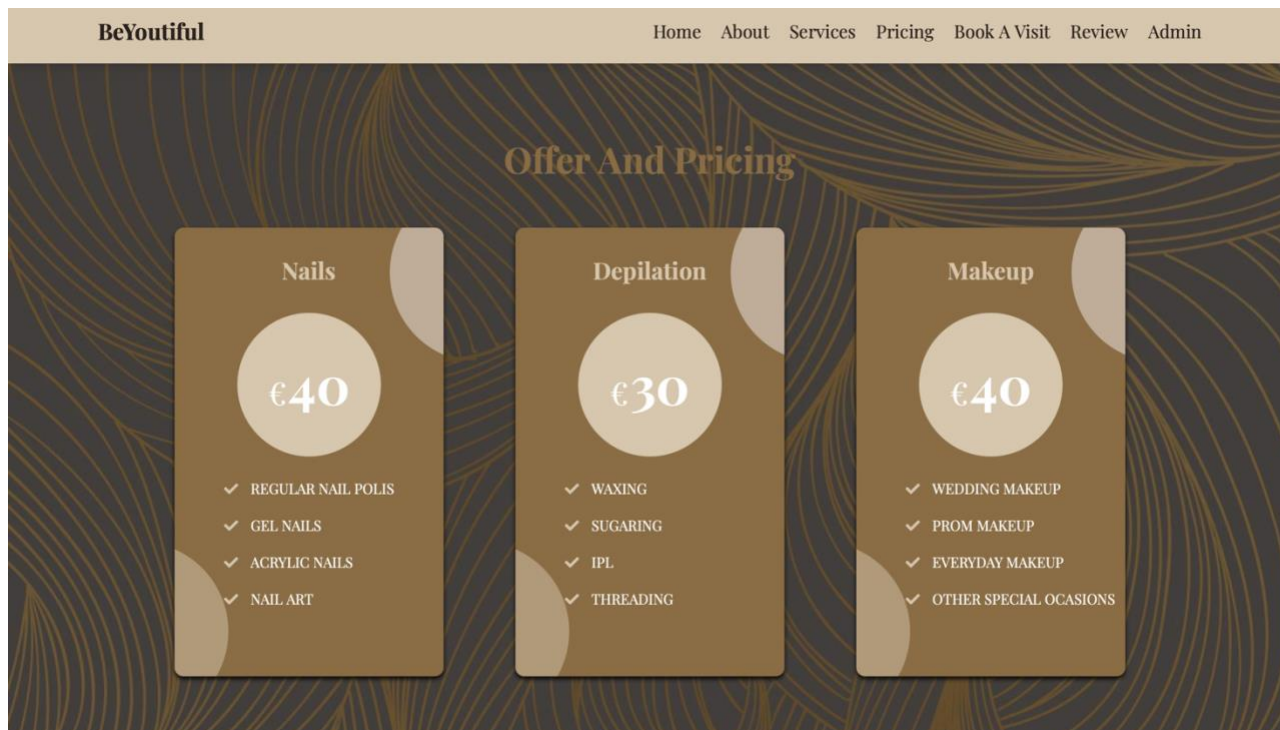 BeYoutiful
Home About Services Pricing Book A Visit Review Admin
Offer And Pricing
Nails
€40
REGULAR NAIL POLIS
GEL NAILS
ACRYLIC NAILS
NAIL ART
Depilation
€30
WAXING
SUGARING
IPL
THREADING
Makeup
€40
WEDDING MAKEUP
PROM MAKEUP
EVERYDAY MAKEUP
OTHER SPECIAL OCASIONS